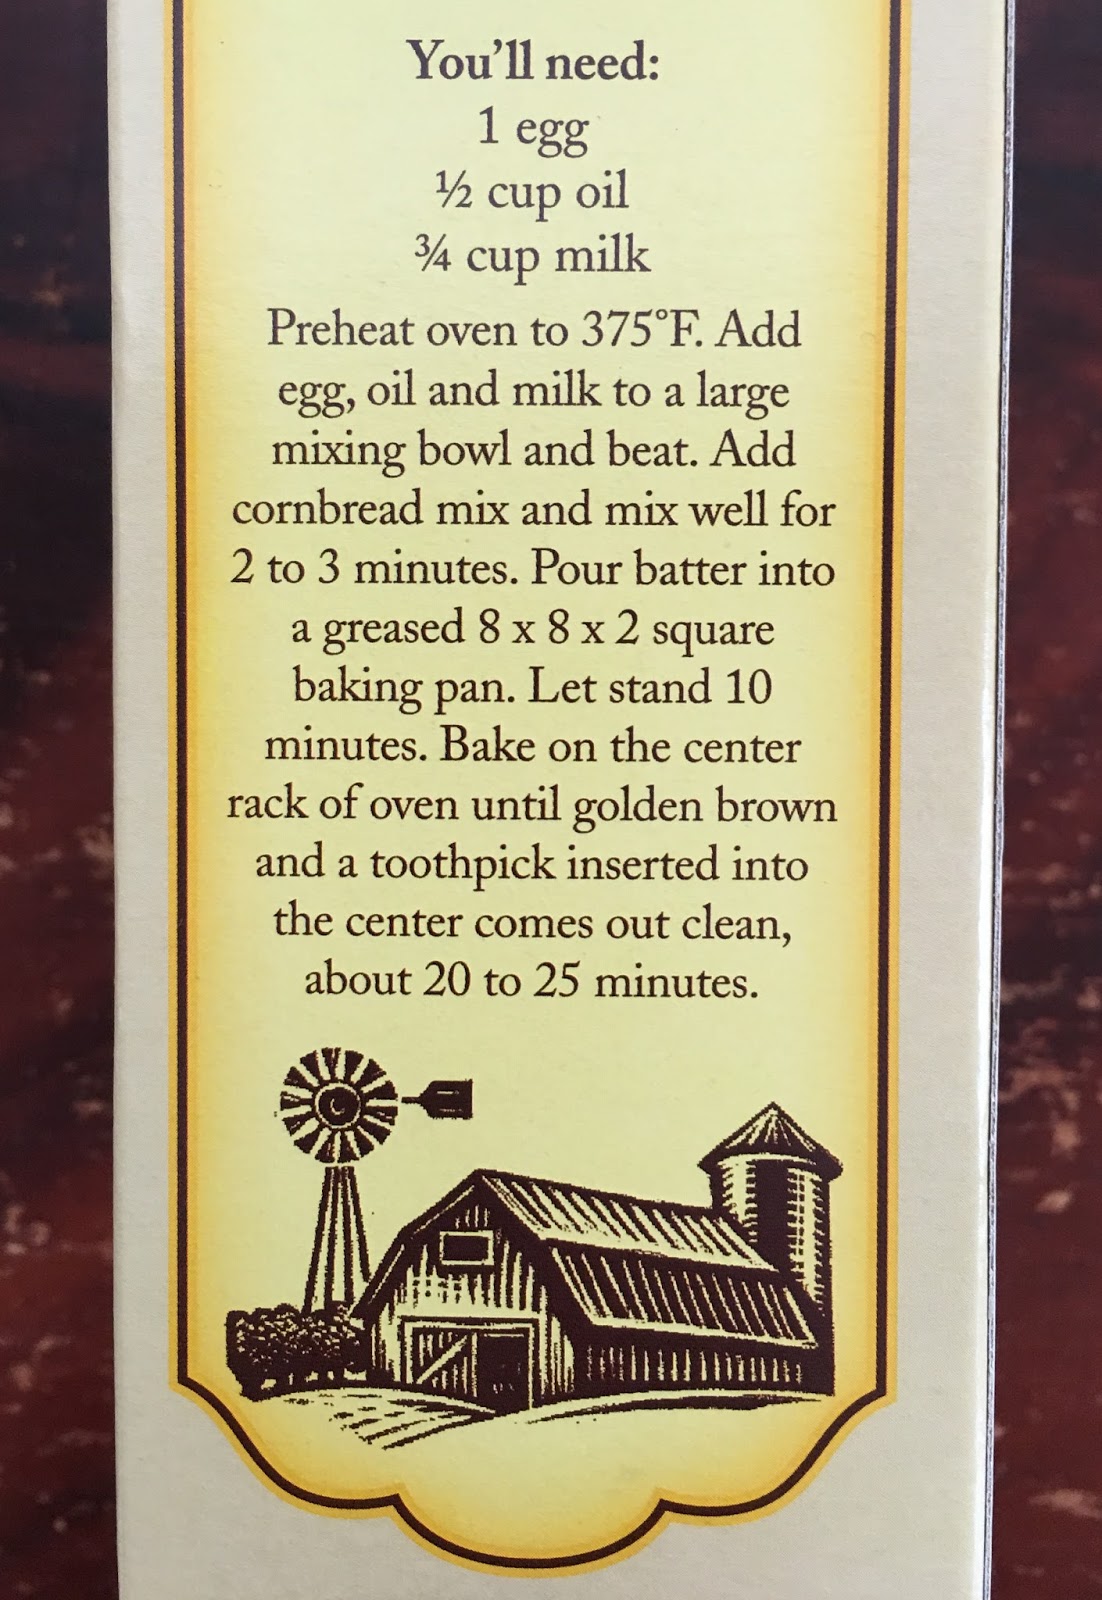 You'll need:
1 egg
½ cup oil
¾ cup milk
Preheat oven to 375°F. Add
egg, oil and milk to a large
mixing bowl and beat. Add
cornbread mix and mix well for
2 to 3 minutes. Pour batter into
a greased 8 x 8 x 2 square
baking pan. Let stand 10
minutes. Bake on the center
rack of oven until golden brown
and a toothpick inserted into
the center comes out clean,
about 20 to 25 minutes.